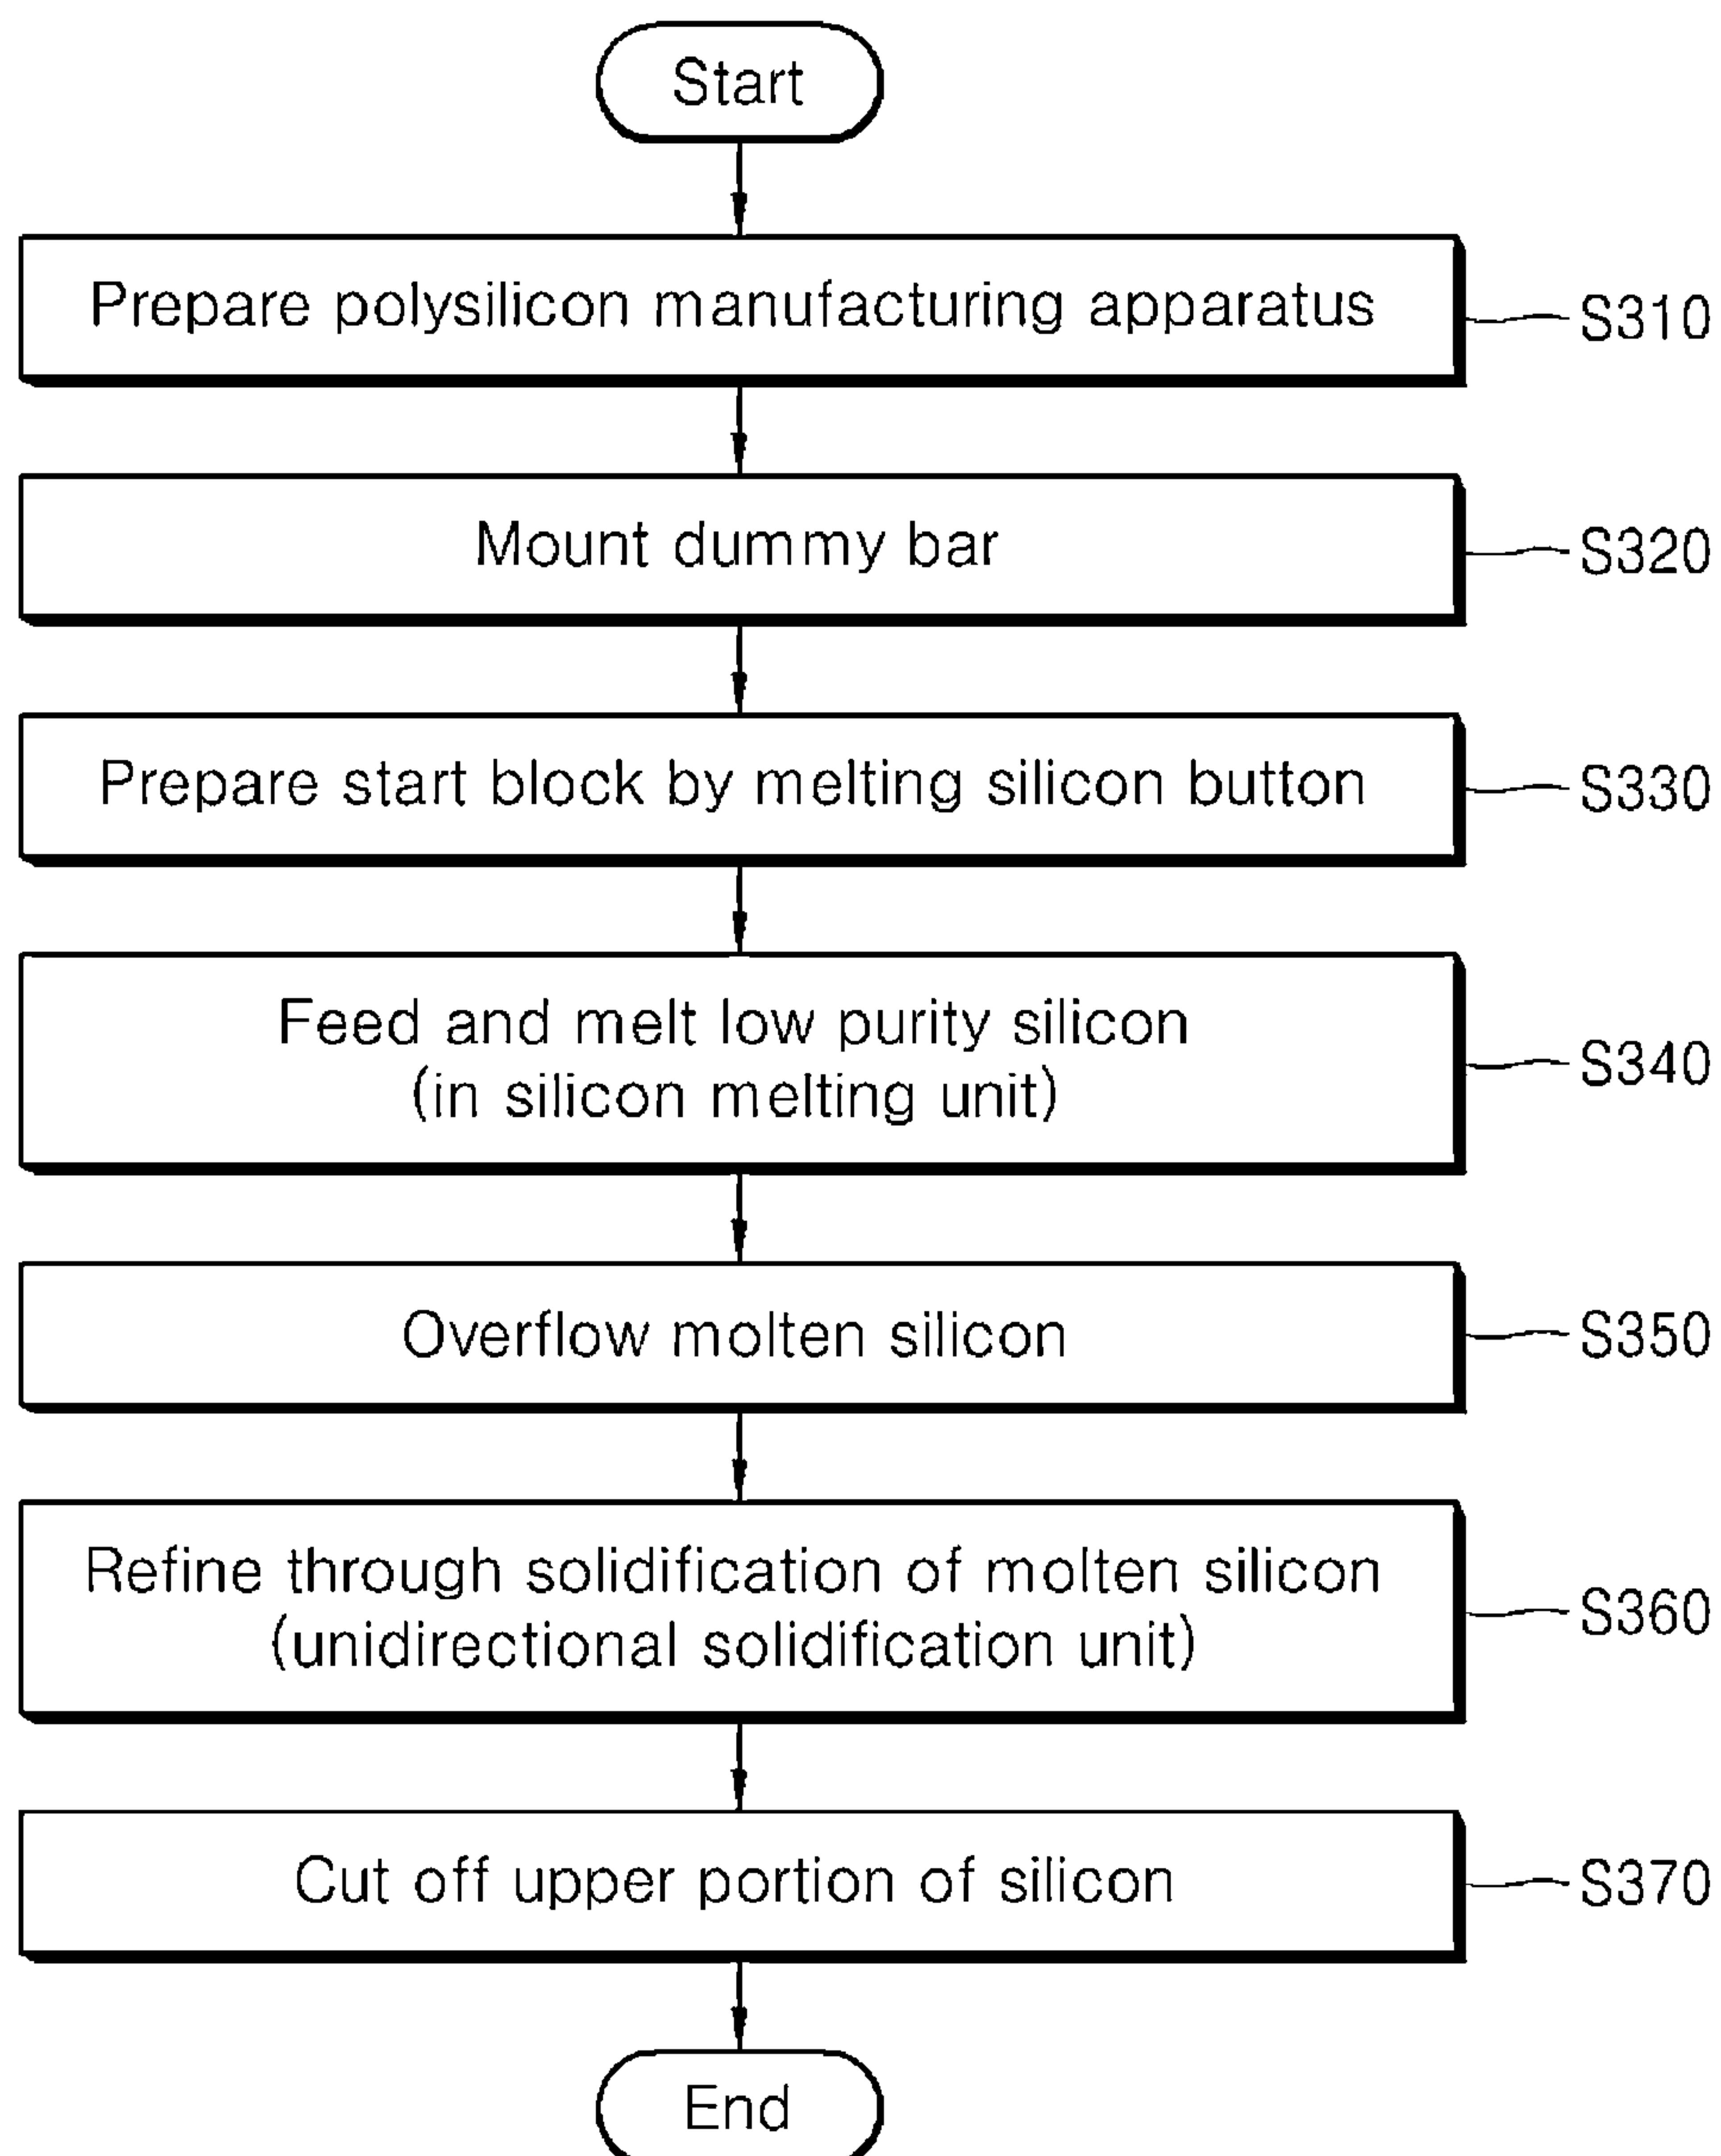 Start
Prepare polysilicon manufacturing apparatus
S310
Mount dummy bar
S320
Prepare start block by melting silicon button
S330
Feed and melt low purity silicon
(in silicon melting unit)
S340
Overflow molten silicon
S350
Refine through solidification of molten silicon
(unidirectional solidification unit)
S360
Cut off upper portion of silicon
S370
End